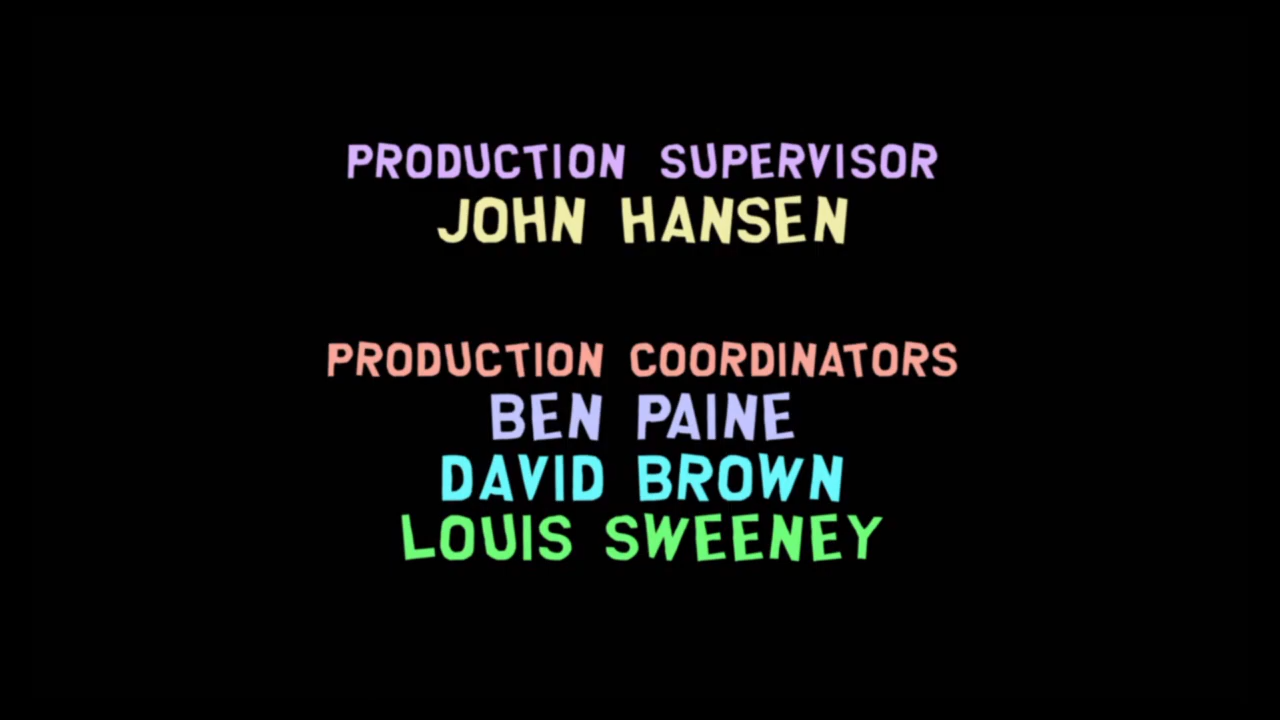 PRODUCTION SUPERVISOR
JOHN HANSEN
PRODUCTION COORDINATORS
BEN PAINE
DAVID BROWN
LOUIS SWEENEY